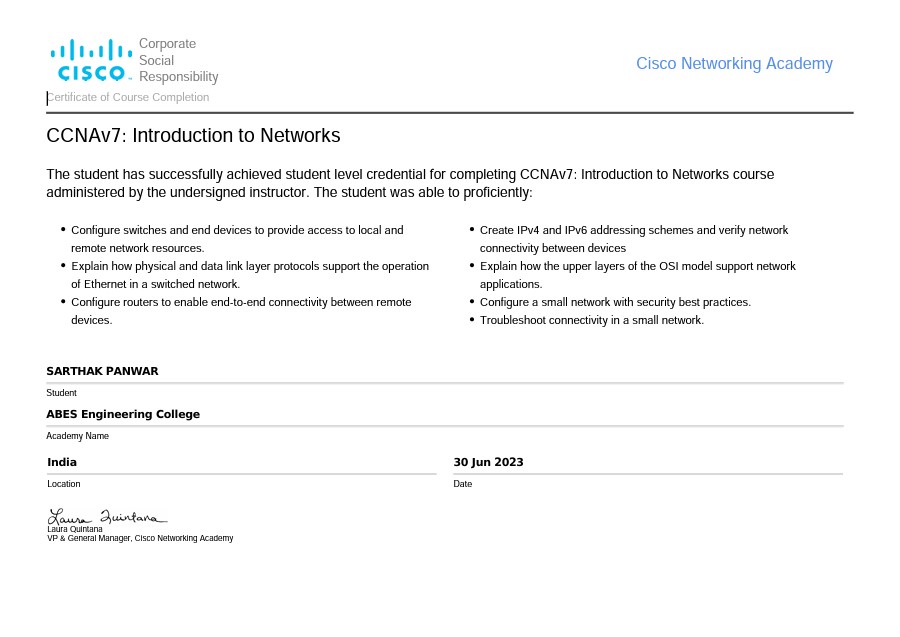 Corporate
Social
Responsibility
CISCO
Cisco Networking Academy
Certificate of Course Completion
CCNAv7: Introduction to Networks
The student has successfully achieved student level credential for completing CCNAv7: Introduction to Networks course
administered by the undersigned instructor. The student was able to proficiently:
• Configure switches and end devices to provide access to local and
remote network resources.
• Explain how physical and data link layer protocols support the operation
of Ethernet in a switched network.
• Configure routers to enable end-to-end connectivity between remote
devices.
• Create IPv4 and IPv6 addressing schemes and verify network
connectivity between devices
• Explain how the upper layers of the OSI model support network
applications.
• Configure a small network with security best practices.
• Troubleshoot connectivity in a small network.
SARTHAK PANWAR
Student
ABES Engineering College
Academy Name
India
Location
30 Jun 2023
Date
Laura Quintana
Laura Quintana
VP & General Manager, Cisco Networking Academy